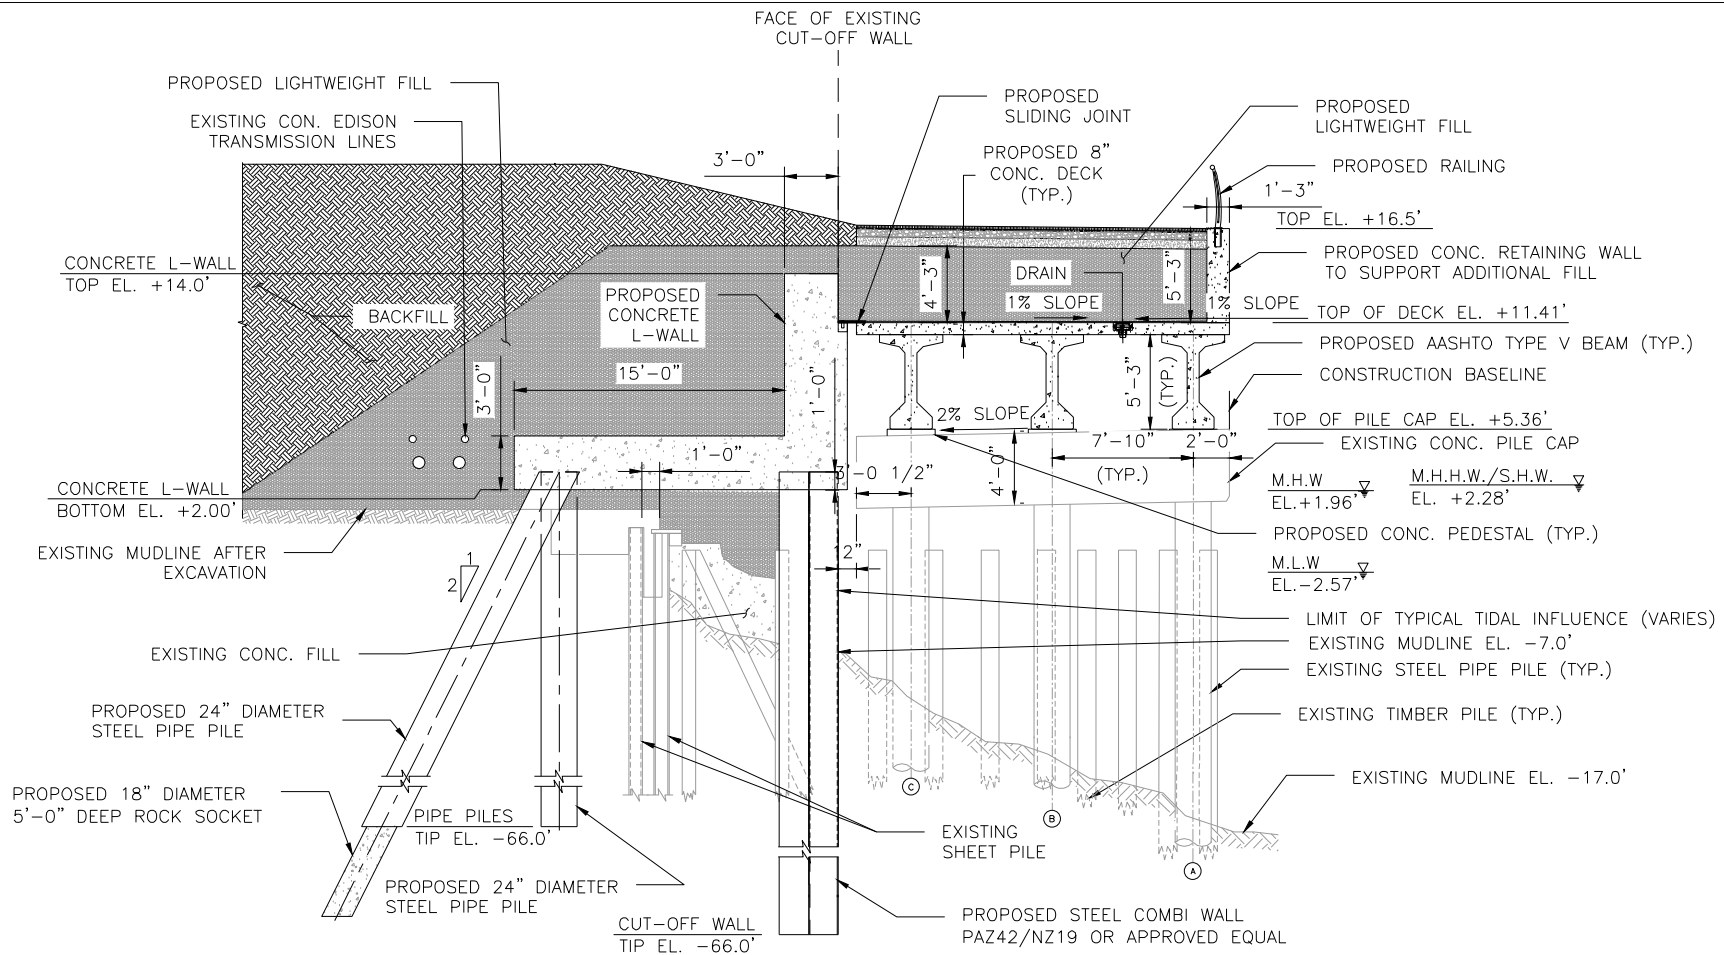 FACE OF EXISTING
CUT-OFF WALL
PROPOSED LIGHTWEIGHT FILL
EXISTING CON. EDISON
TRANSMISSION LINES
3'-0"
PROPOSED
SLIDING JOINT
PROPOSED 8"
CONC. DECK
(TYP.)
PROPOSED
LIGHTWEIGHT FILL
PROPOSED RAILING
1'-3"
TOP EL. +16.5'
CONCRETE L-WALL
TOP EL. +14.0'
BACKFILL
PROPOSED
CONCRETE
L-WALL
15'-0"
3'-0"
1'-0"
4'-3"
DRAIN
1% SLOPE
5'-3"
1% SLOPE
PROPOSED CONC. RETAINING WALL
TO SUPPORT ADDITIONAL FILL
TOP OF DECK EL. +11.41'
PROPOSED AASHTO TYPE V BEAM (TYP.)
CONSTRUCTION BASELINE
5'-3"
(TYP.)
2% SLOPE
TOP OF PILE CAP EL. +5.36'
EXISTING CONC. PILE CAP
7'-10"
(TYP.)
2'-0"
1'-0"
3'-0 1/2"
4'-0"
CONCRETE L-WALL
BOTTOM EL. +2.00'
M.H.W
EL.+1.96'
M.H.H.W./S.H.W.
EL. +2.28'
EXISTING MUDLINE AFTER
EXCAVATION
1
2
12"
PROPOSED CONC. PEDESTAL (TYP.)
M.L.W
EL.-2.57'
LIMIT OF TYPICAL TIDAL INFLUENCE (VARIES)
EXISTING MUDLINE EL. -7.0'
EXISTING CONC. FILL
EXISTING STEEL PIPE PILE (TYP.)
PROPOSED 24" DIAMETER
STEEL PIPE PILE
EXISTING TIMBER PILE (TYP.)
EXISTING MUDLINE EL. -17.0'
PROPOSED 18" DIAMETER
5'-0" DEEP ROCK SOCKET
PIPE PILES
TIP EL. -66.0'
C
B
A
EXISTING
SHEET PILE
PROPOSED 24" DIAMETER
STEEL PIPE PILE
CUT-OFF WALL
TIP EL. -66.0'
PROPOSED STEEL COMBI WALL
PAZ42/NZ19 OR APPROVED EQUAL